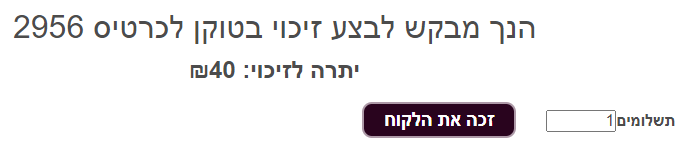 הנך מבקש לבצע זיכוי בטוקן לכרטיס 2956
יתרה לזיכוי: 40₪
תשלומים 1 זכה את הלקוח